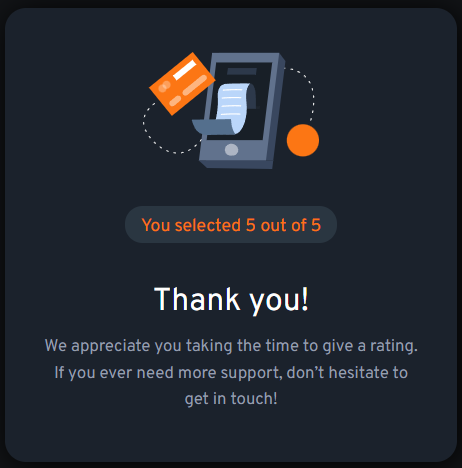 You selected 5 out of 5
Thank you!
We appreciate you taking the time to give a rating.
If you ever need more support, don’t hesitate to
get in touch!